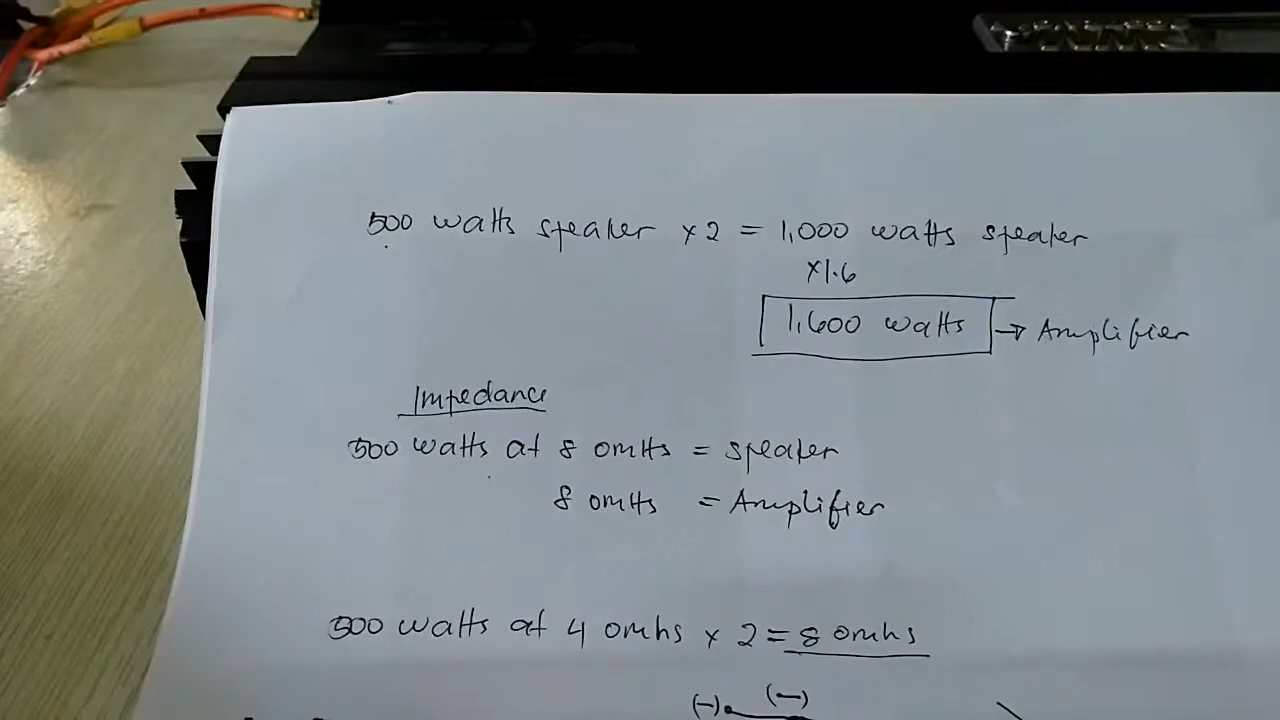 500 watts speaker x2 = 1,000 watts speaker
x1.6
1,600 watts → Amplifier
Impedance
500 watts at 8 omHs = speaker
8 omHs = Amplifier
500 watts at 4 omhs x 2 = 8 omhs
(-) (-)